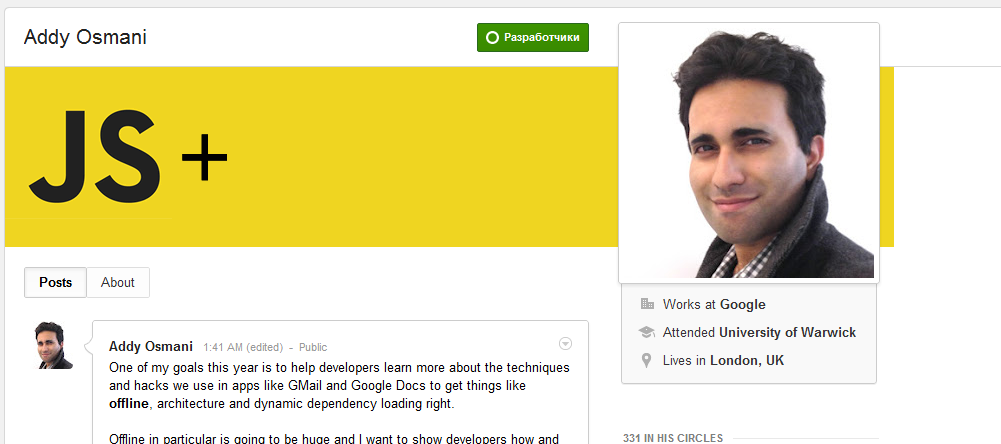 Addy Osmani
Разработчики
JS +
Posts
About
Works at Google
Attended University of Warwick
Lives in London, UK
Addy Osmani 1:41 AM (edited) - Public
One of my goals this year is to help developers learn more about the techniques
and hacks we use in apps like GMail and Google Docs to get things like
offline, architecture and dynamic dependency loading right.
Offline in particular is going to be huge and I want to show developers how and
331 IN HIS CIRCLES